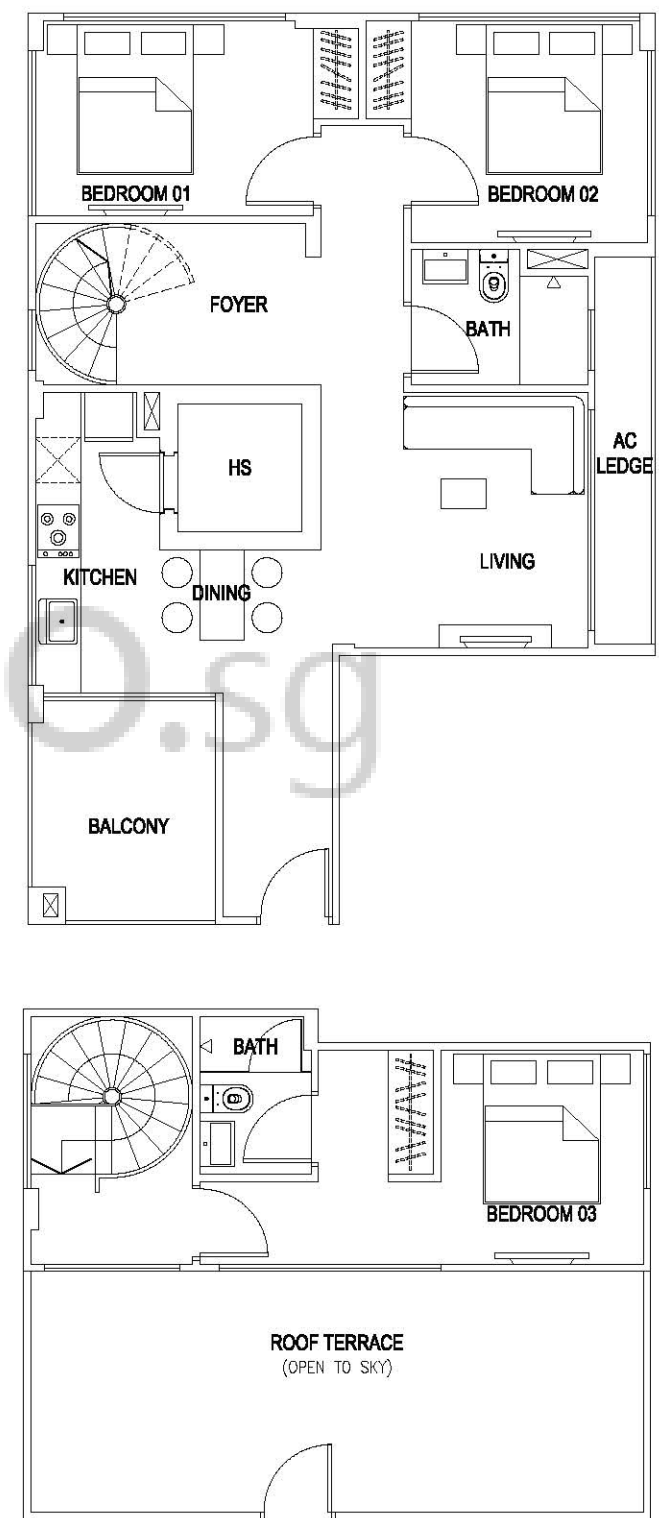 BEDROOM 01
BEDROOM 02
FOYER
BATH
AC
LEDGE
HS
LIVING
KITCHEN
DINING
O.sg
BALCONY
BATH
BEDROOM 03
ROOF TERRACE
(OPEN TO SKY)